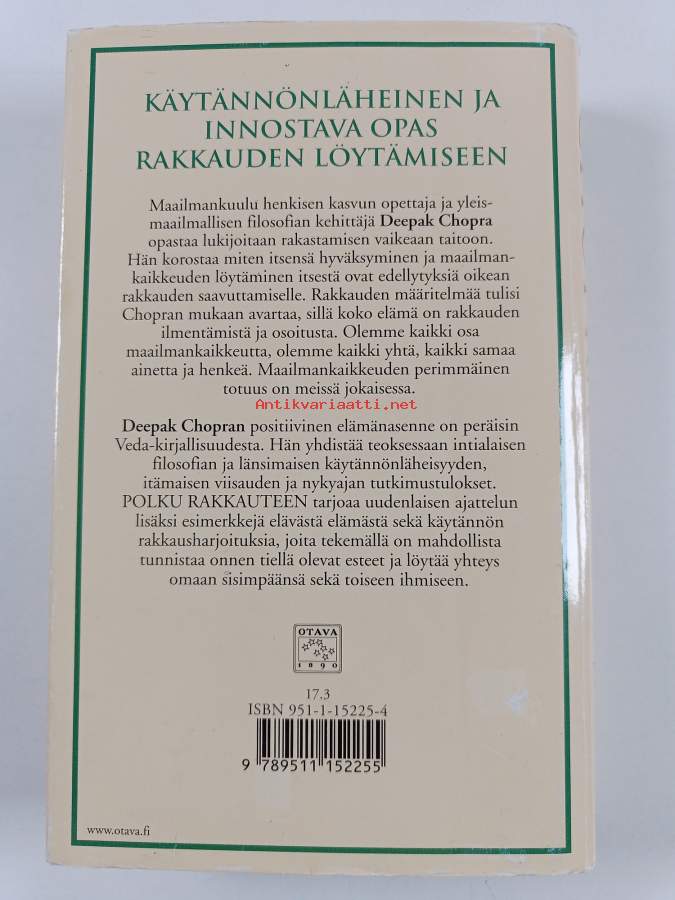 KÄYTÄNNÖNLÄHEINEN JA
INNOSTAVA OPAS
RAKKAUDEN LÖYTÄMISEEN
Maailmankuulu henkisen kasvun opettaja ja yleis-
maailmallisen filosofian kehittäjä Deepak Chopra
opastaa lukijoitaan rakastamisen vaikeaan taitoon.
Hän korostaa miten itsensä hyväksyminen ja maailman-
kaikkeuden löytäminen itsestä ovat edellytyksiä oikean
rakkauden saavuttamiselle. Rakkauden määritelmää tulisi
Chopran mukaan avartaa, sillä koko elämä on rakkauden
ilmentämistä ja osoitusta. Olemme kaikki osa
maailmankaikkeutta, olemme kaikki yhtä, kaikki samaa
ainetta ja henkeä. Maailmankaikkeuden perimmäinen
totuus on meissä jokaisessa.
Antikvariaatti.net
Deepak Chopran positiivinen elämänasenne on peräisin
Veda-kirjallisuudesta. Hän yhdistää teoksessaan intialaisen
filosofian ja länsimaisen käytännönläheisyyden,
itämaisen viisauden ja nykyajan tutkimustulokset.
POLKU RAKKAUTEEN tarjoaa uudenlaisen ajattelun
lisäksi esimerkkejä elävästä elämästä sekä käytännön
rakkausharjoituksia, joita tekemällä on mahdollista
tunnistaa onnen tiellä olevat esteet ja löytää yhteys
omaan sisimpäänsä sekä toiseen ihmiseen.
OTAVA
1890
17.3
ISBN 951-1-15225-4
9 789511 152255
www.otava.fi